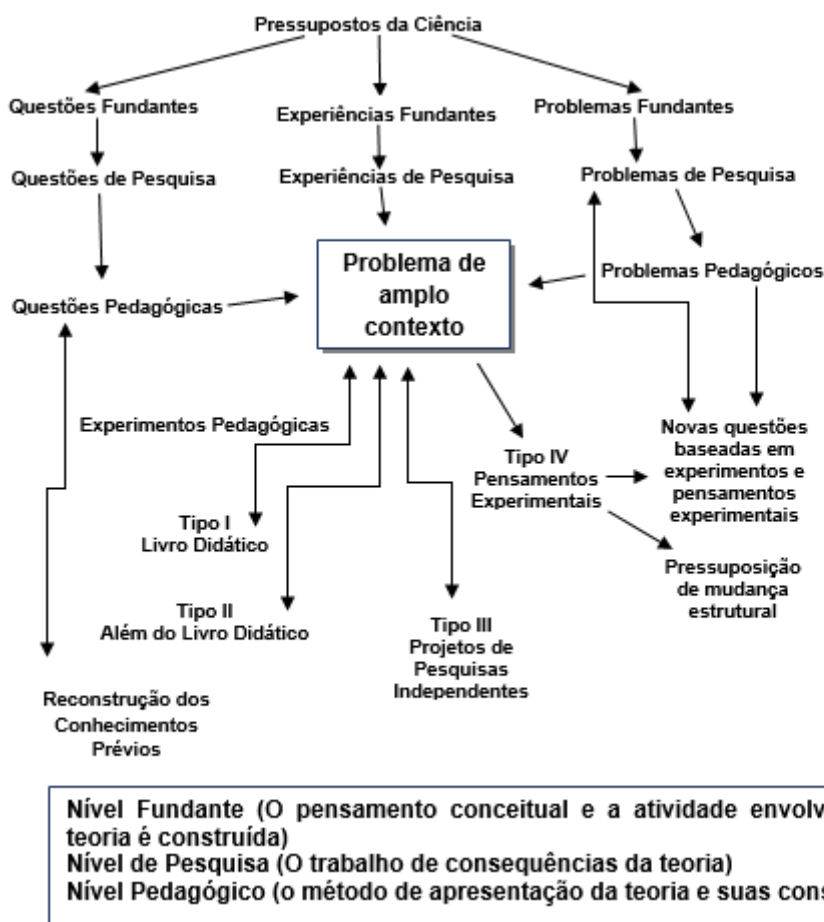 Pressupostos da Ciência
Questões Fundantes
Experiências Fundantes
Problemas Fundantes
Questões de Pesquisa
Experiências de Pesquisa
Problemas de Pesquisa
Problema de
amplo
contexto
Problemas Pedagógicos
Questões Pedagógicas
Experimentos Pedagógicas
Tipo I
Livro Didático
Tipo II
Além do Livro Didático
Tipo III
Projetos de
Pesquisas
Independentes
Tipo IV
Pensamentos
Experimentais
Novas questões
baseadas em
experimentos e
pensamentos
experimentais
Pressuposição
de mudança
estrutural
Reconstrução dos
Conhecimentos
Prévios
Nível Fundante (O pensamento conceitual e a atividade envolv
teoria é construída)
Nível de Pesquisa (O trabalho de consequências da teoria)
Nível Pedagógico (o método de apresentação da teoria e suas cons